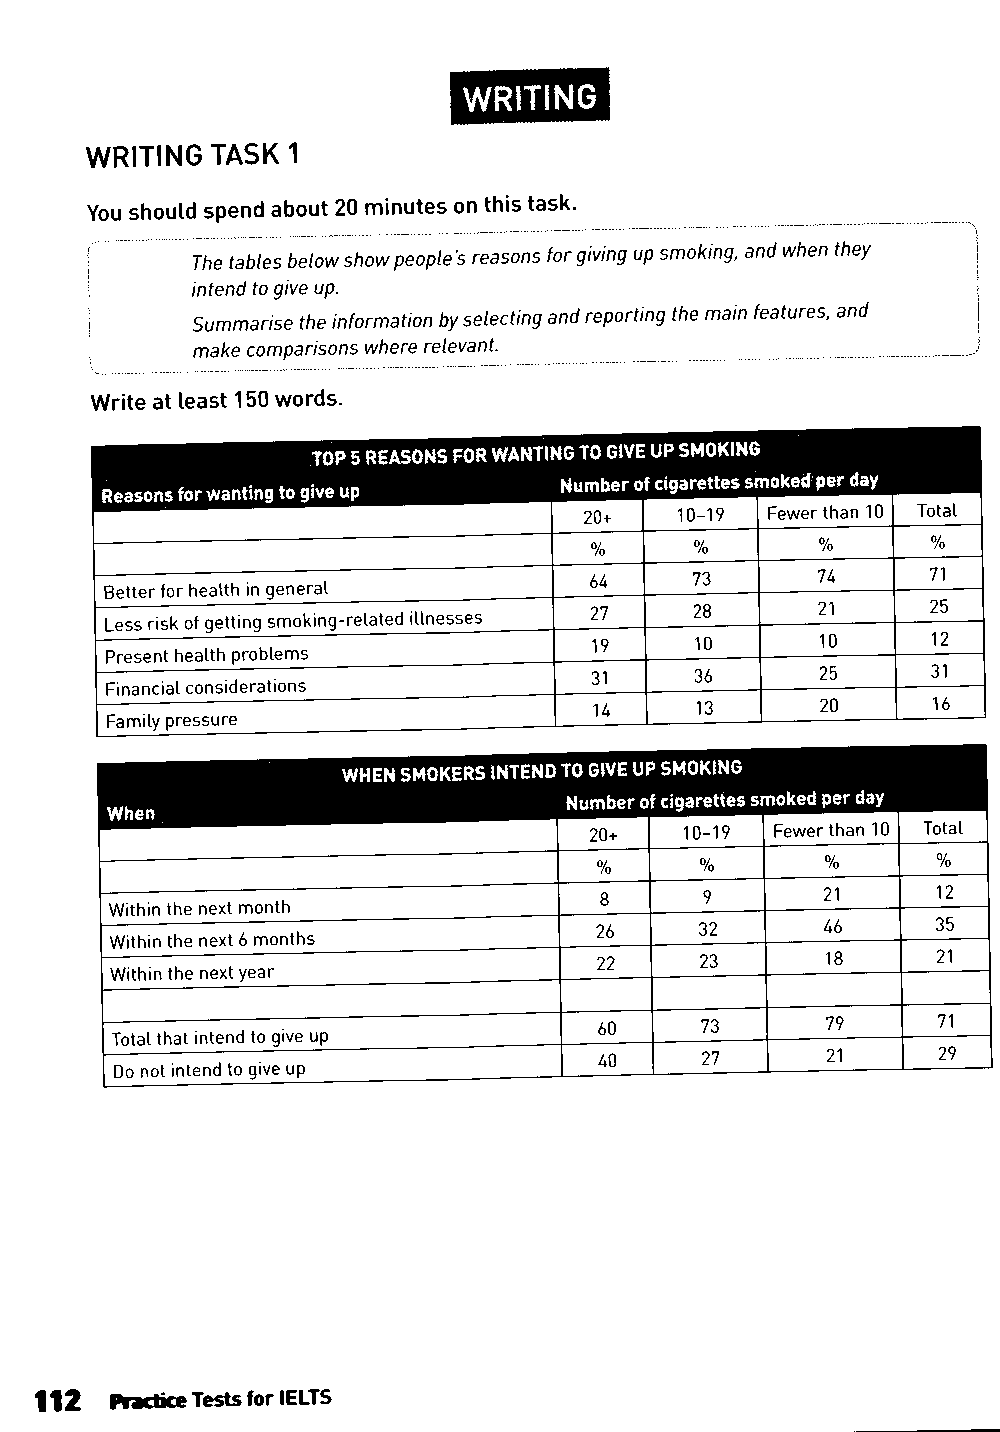 WRITING
WRITING TASK 1
You should spend about 20 minutes on this task.
The tables below show people's reasons for giving up smoking, and when they
intend to give up.
Summarise the information by selecting and reporting the main features, and
make comparisons where relevant.
Write at least 150 words.
TOP 5 REASONS FOR WANTING TO GIVE UP SMOKING
Reasons for wanting to give up Number of cigarettes smoked per day
20+ 10–19 Fewer than 10 Total
% % % %
Better for health in general 64 73 74 71
Less risk of getting smoking-related illnesses 27 28 21 25
Present health problems 19 10 10 12
Financial considerations 31 36 25 31
Family pressure 14 13 20 16
WHEN SMOKERS INTEND TO GIVE UP SMOKING
When Number of cigarettes smoked per day
20+ 10–19 Fewer than 10 Total
% % % %
Within the next month 8 9 21 12
Within the next 6 months 26 32 46 35
Within the next year 22 23 18 21
Total that intend to give up 60 73 79 71
Do not intend to give up 40 27 21 29
112 Practice Tests for IELTS